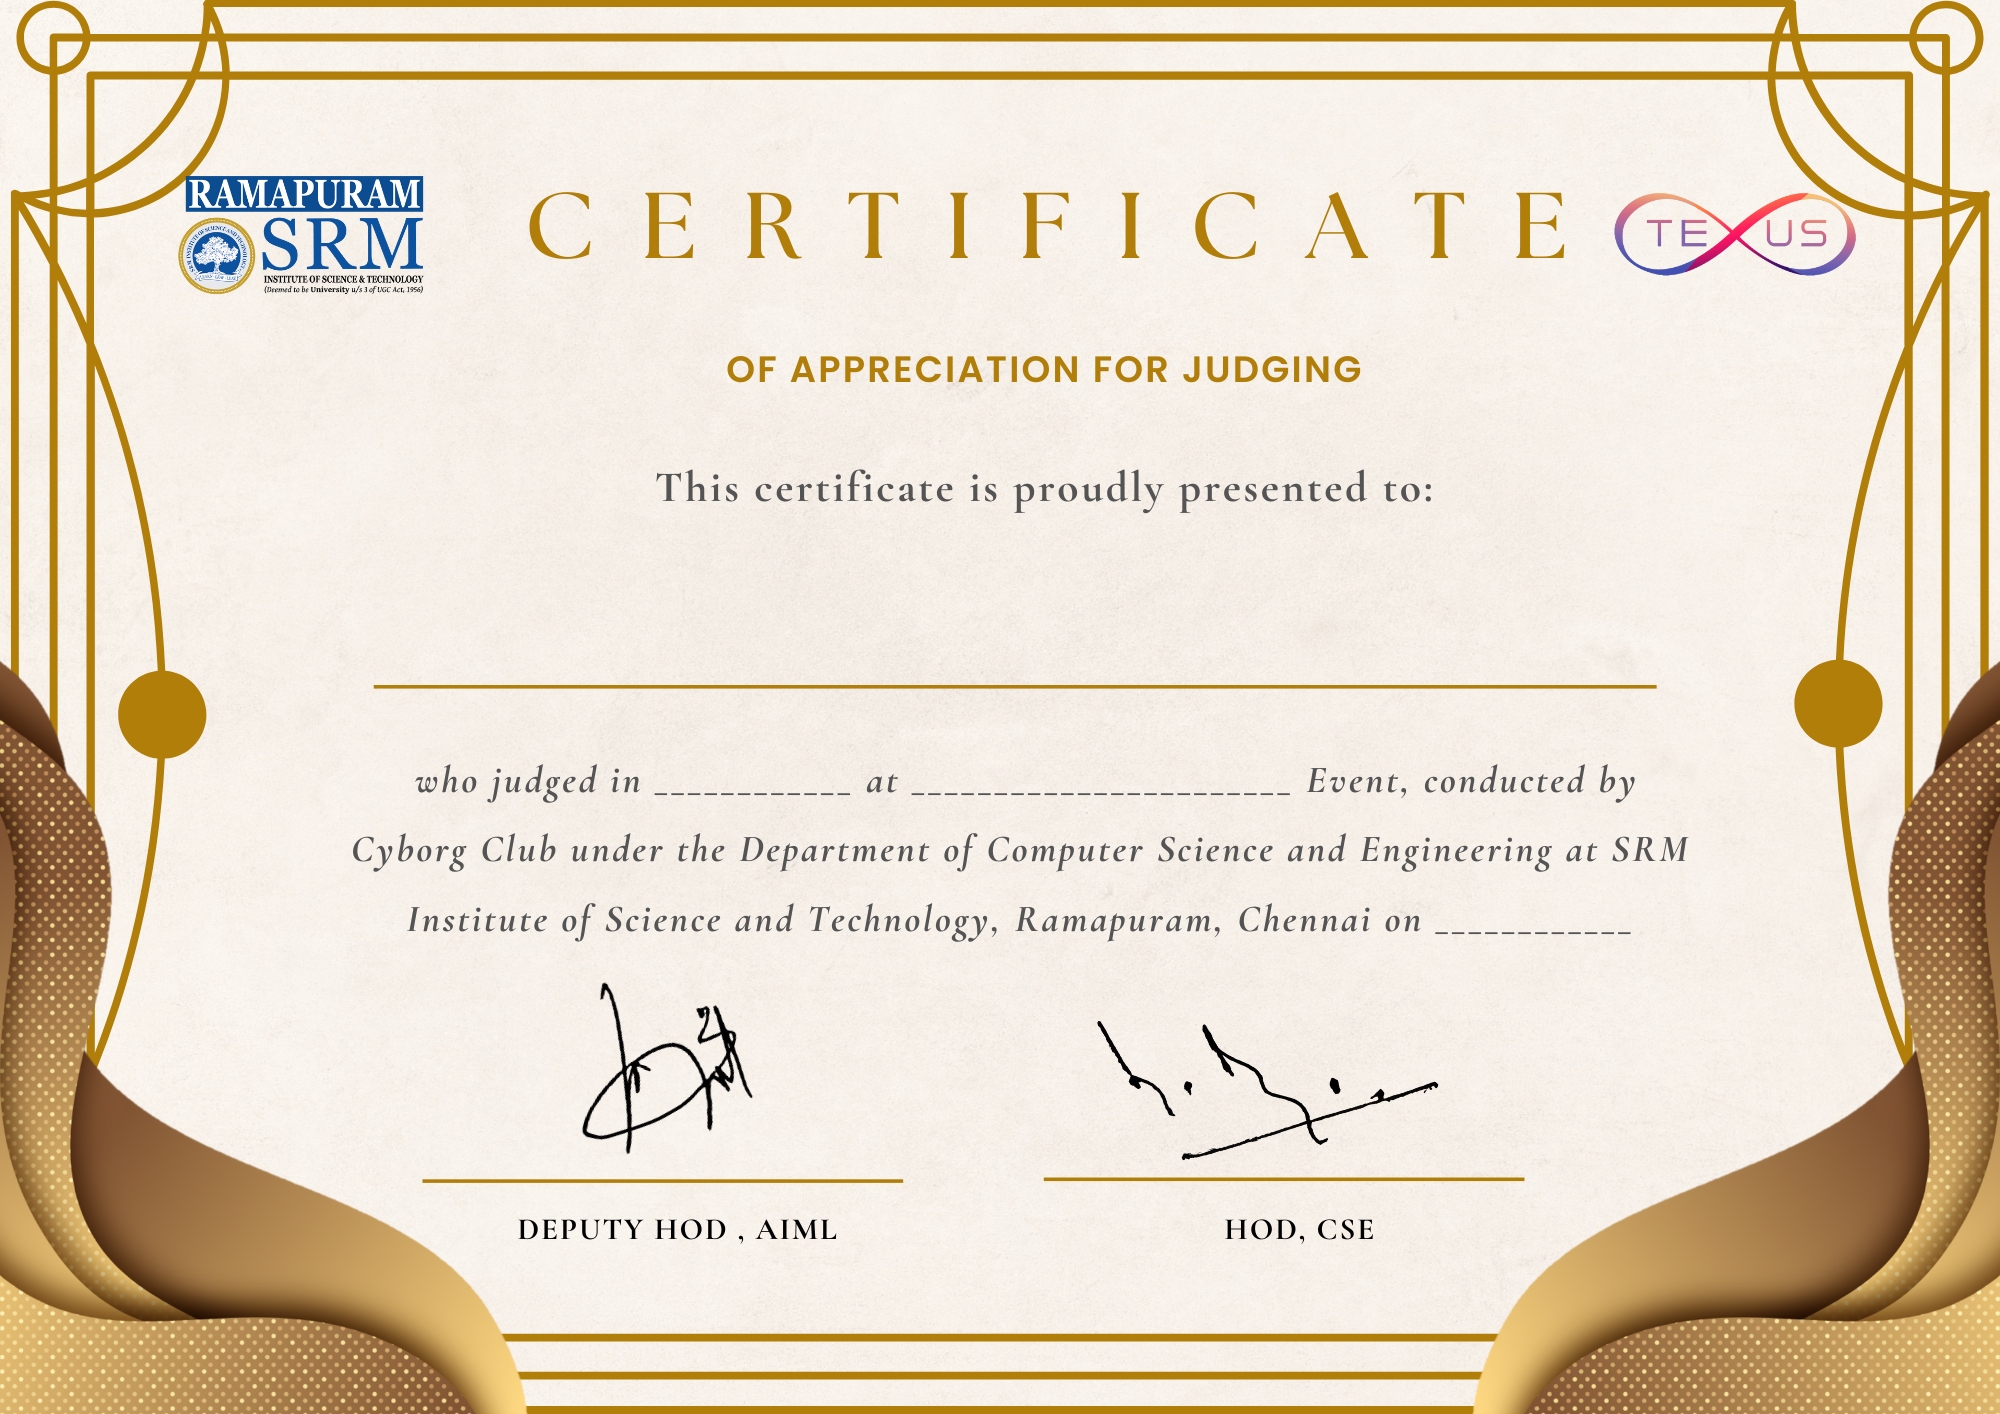 RAMAPURAM
SRM
INSTITUTE OF SCIENCE & TECHNOLOGY
(Deemed to be University u/s 3 of UGC Act, 1956)
CERTIFICATE
TEXUS
OF APPRECIATION FOR JUDGING
This certificate is proudly presented to:
who judged in ____________ at _______________________ Event, conducted by
Cyborg Club under the Department of Computer Science and Engineering at SRM
Institute of Science and Technology, Ramapuram, Chennai on ____________
DEPUTY HOD , AIML
HOD, CSE